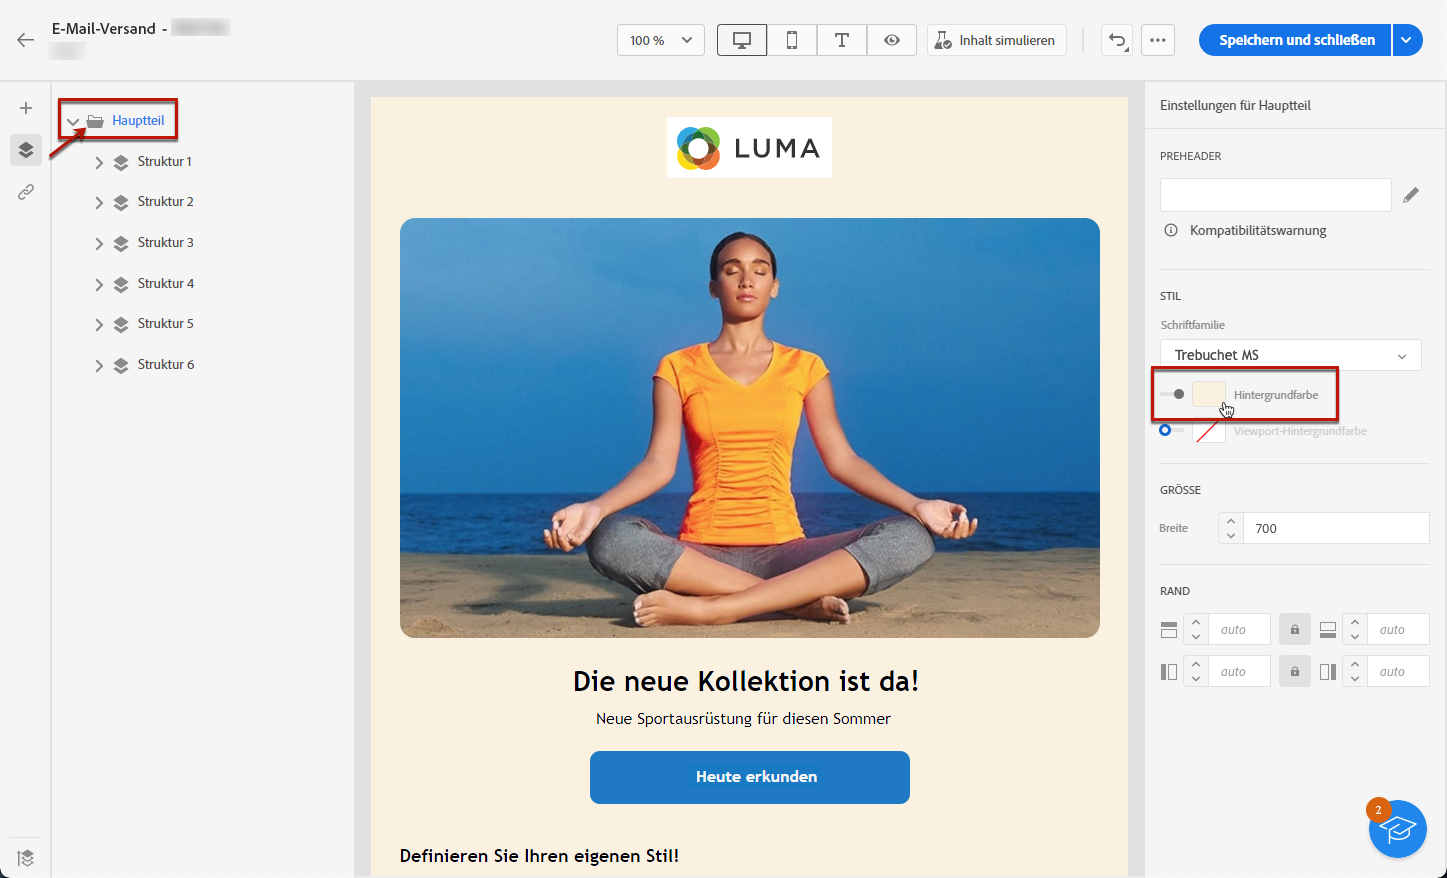 E-Mail-Versand -
100 %
Inhalt simulieren
Speichern und schließen
Hauptteil
Struktur 1
Struktur 2
Struktur 3
Struktur 4
Struktur 5
Struktur 6
LUMA
Die neue Kollektion ist da!
Neue Sportausrüstung für diesen Sommer
Heute erkunden
Definieren Sie Ihren eigenen Stil!
Einstellungen für Hauptteil
PREHEADER
Kompatibilitätswarnung
STIL
Schriftfamilie
Trebuchet MS
Hintergrundfarbe
Viewport-Hintergrundfarbe
GRÖSSE
Breite
700
RAND
auto auto
auto auto
2